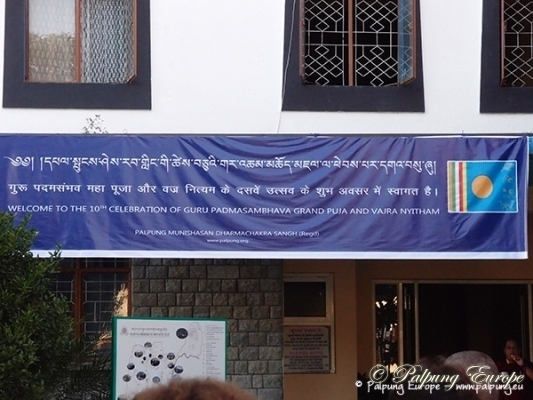 ༄༅། །དཔལ་སྤུངས་ཤེས་རབ་གླིང་གི་ཚེས་བཅུའི་གར་འཆམ་མཆོད་མཇལ་ལ་ཕེབས་པར་དགའ་བསུ་ཞུ།
गुरू पदमसंभव महा पूजा और वज्र नित्यम के दसवें उत्सव के शुभ अवसर में स्वागत है।
WELCOME TO THE 10TH CELEBRATION OF GURU PADMASAMBHAVA GRAND PUJA AND VAJRA NYITHAM
PALPUNG MUNISHASAN DHARMACHAKRA SANGH (Regd)
www.palpung.org
© Palpung Europe
© Palpung Europe www.palpung.eu